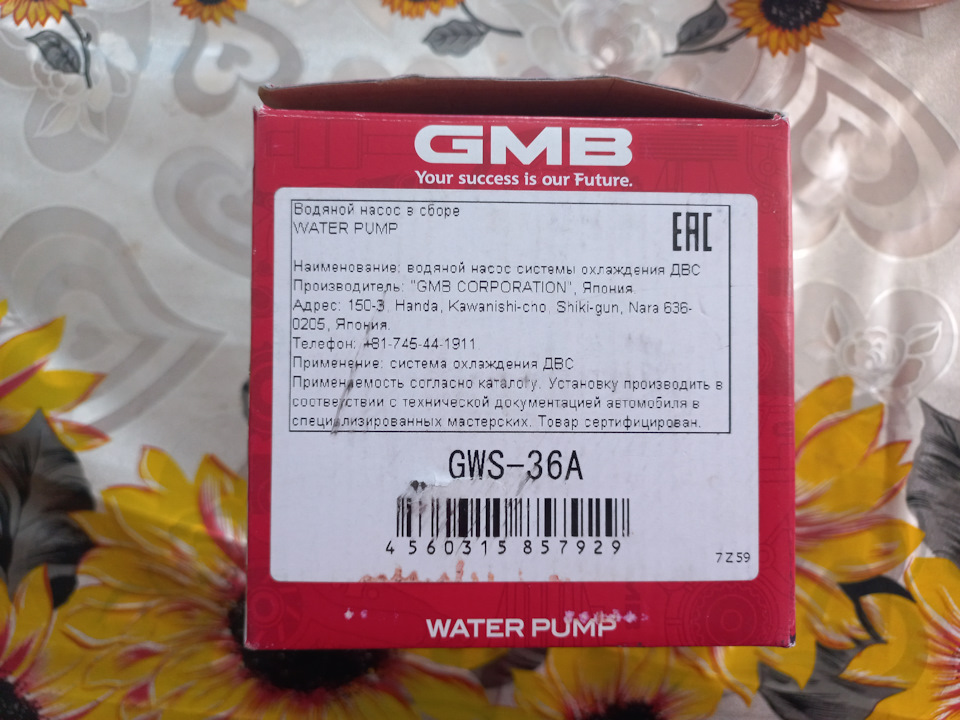 GMB
Your success is our Future.
Водяной насос в сборе
WATER PUMP
EAC
Наименование: водяной насос системы охлаждения ДВС
Производитель: "GMB CORPORATION", Япония
Адрес: 150-3, Handa, Kawanishi-cho, Shiki-gun, Nara 636-
0205, Япония.
Телефон: +81-745-44-1911
Применение: система охлаждения ДВС
Применяемость согласно каталогу. Установку производить в
соответствии с технической документацией автомобиля в
специализированных мастерских. Товар сертифицирован.
GWS-36A
4 560315 857929
7Z59
WATER PUMP